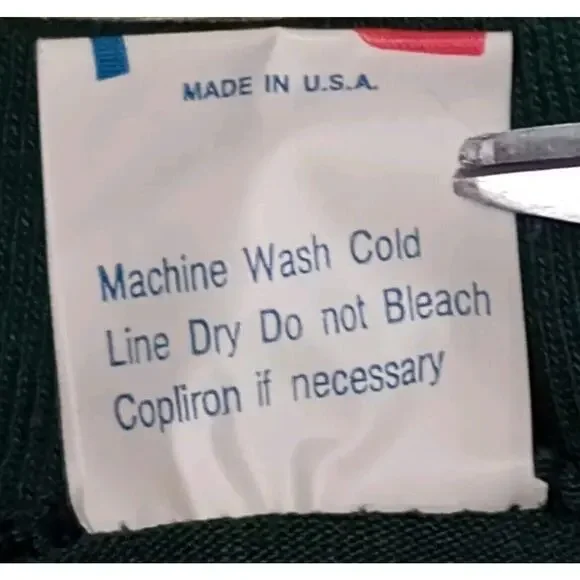 MADE IN U.S.A.
Machine Wash Cold
Line Dry Do not Bleach
Copliron if necessary